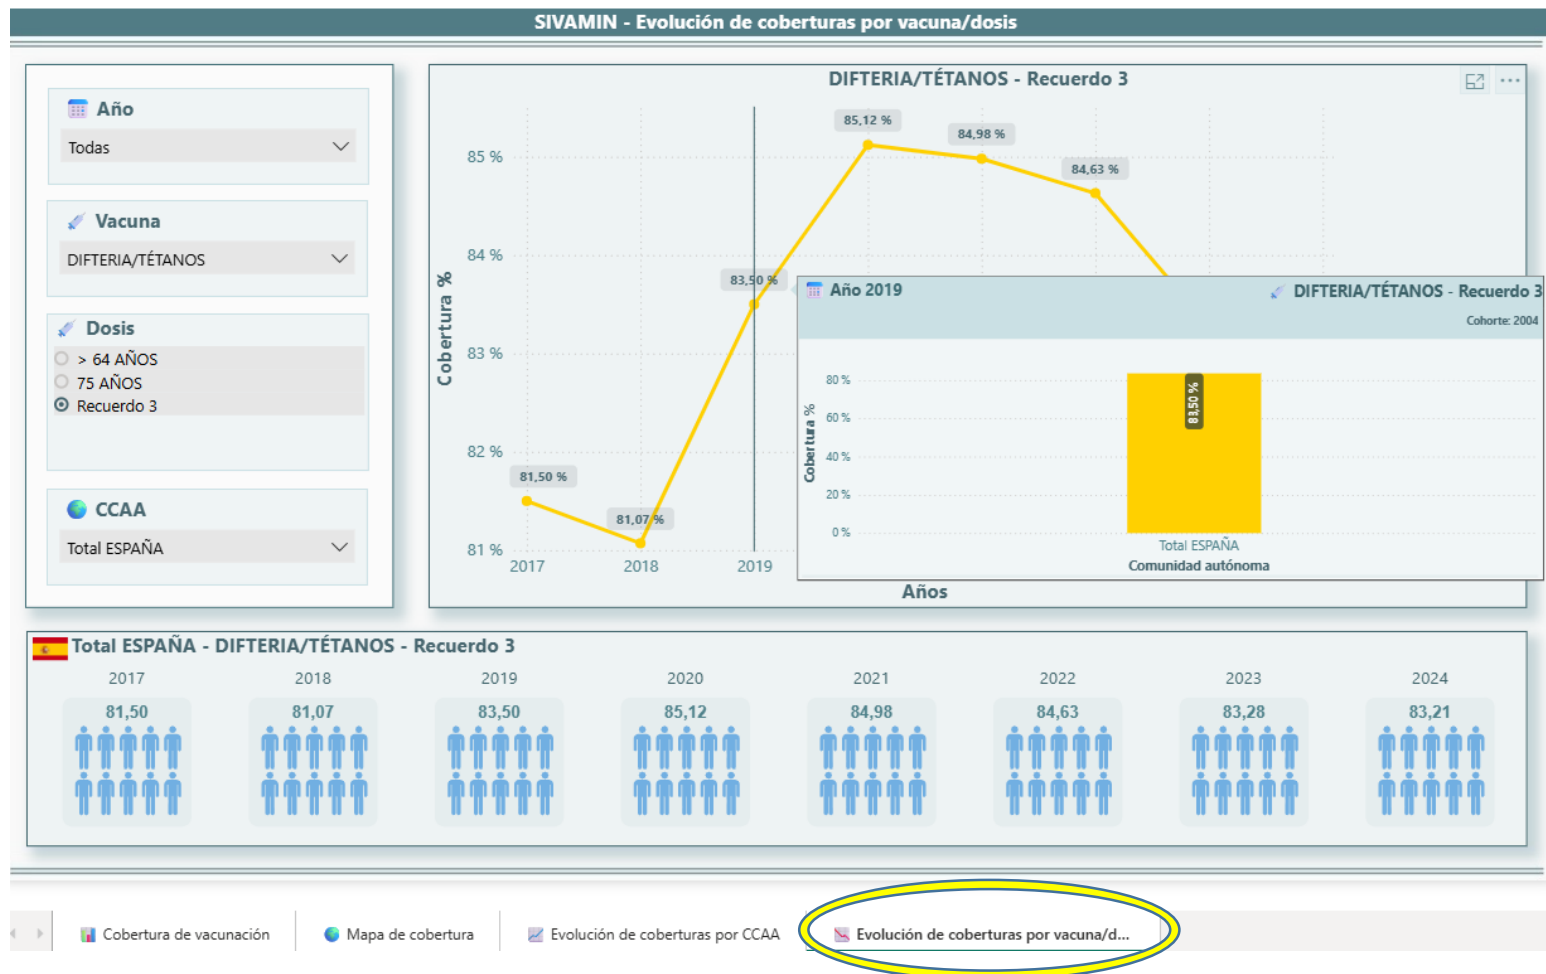 SIVAMIN - Evolución de coberturas por vacuna/dosis
Año
Todas
Vacuna
DIFTERIA/TÉTANOS
Dosis
> 64 AÑOS
75 AÑOS
Recuerdo 3
CCAA
Total ESPAÑA
DIFTERIA/TÉTANOS - Recuerdo 3
Cobertura %
85 %
84 %
83 %
82 %
81 %
81,50 %
81,07 %
83,50 %
85,12 %
84,98 %
84,63 %
2017
2018
2019
Años
Año 2019
DIFTERIA/TÉTANOS - Recuerdo 3
Cohorte: 2004
Cobertura %
80 %
60 %
40 %
20 %
0 %
83,50 %
Total ESPAÑA
Comunidad autónoma
Total ESPAÑA - DIFTERIA/TÉTANOS - Recuerdo 3
2017 2018 2019 2020 2021 2022 2023 2024
81,50 81,07 83,50 85,12 84,98 84,63 83,28 83,21
Cobertura de vacunación
Mapa de cobertura
Evolución de coberturas por CCAA
Evolución de coberturas por vacuna/d...